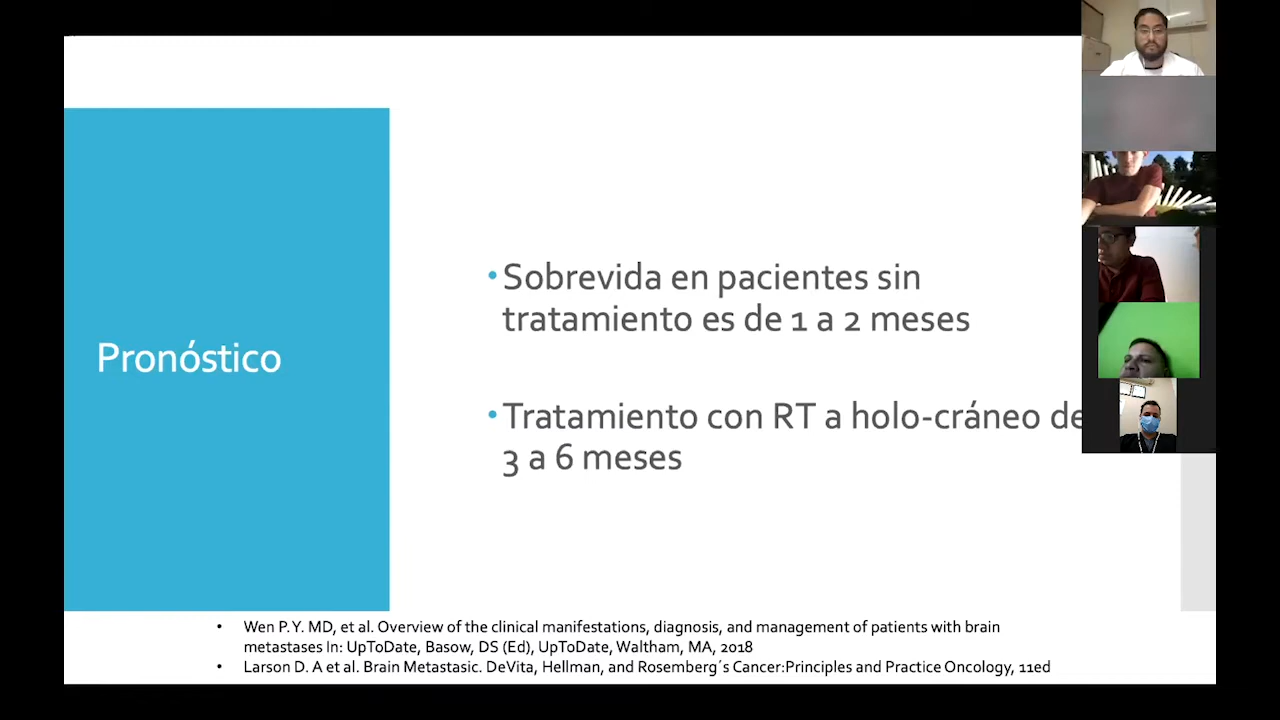 Pronóstico
• Sobrevida en pacientes sin
tratamiento es de 1 a 2 meses
• Tratamiento con RT a holo-cráneo de
3 a 6 meses
• Wen P.Y. MD, et al. Overview of the clinical manifestations, diagnosis, and management of patients with brain
metastases In: UpToDate, Basow, DS (Ed), UpToDate, Waltham, MA, 2018
• Larson D. A et al. Brain Metastasic. DeVita, Hellman, and Rosemberg´s Cancer:Principles and Practice Oncology, 11ed